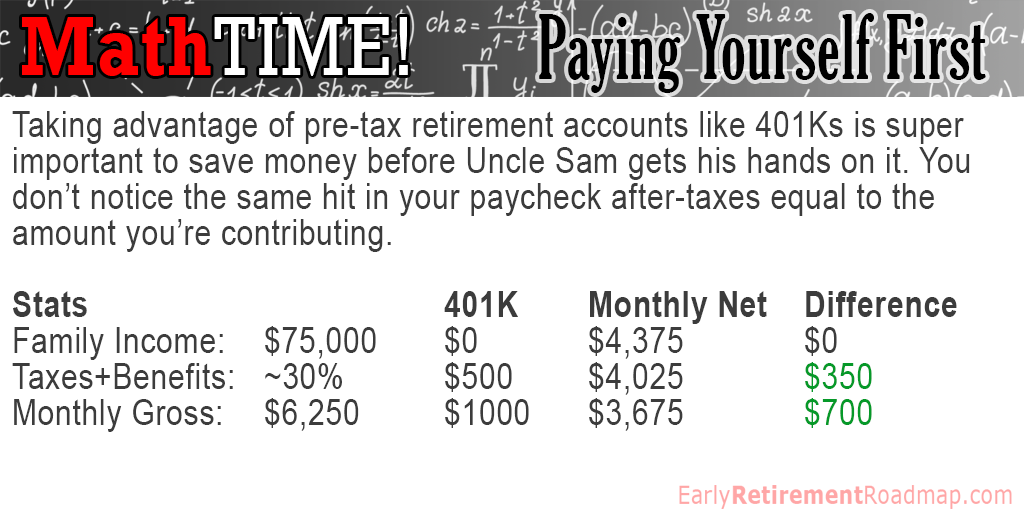 MathTIME! Paying Yourself First
Taking advantage of pre-tax retirement accounts like 401Ks is super
important to save money before Uncle Sam gets his hands on it. You
don’t notice the same hit in your paycheck after-taxes equal to the
amount you’re contributing.
Stats 401K Monthly Net Difference
Family Income: $75,000 $0 $4,375 $0
Taxes+Benefits: ~30% $500 $4,025 $350
Monthly Gross: $6,250 $1000 $3,675 $700
EarlyRetirementRoadmap.com